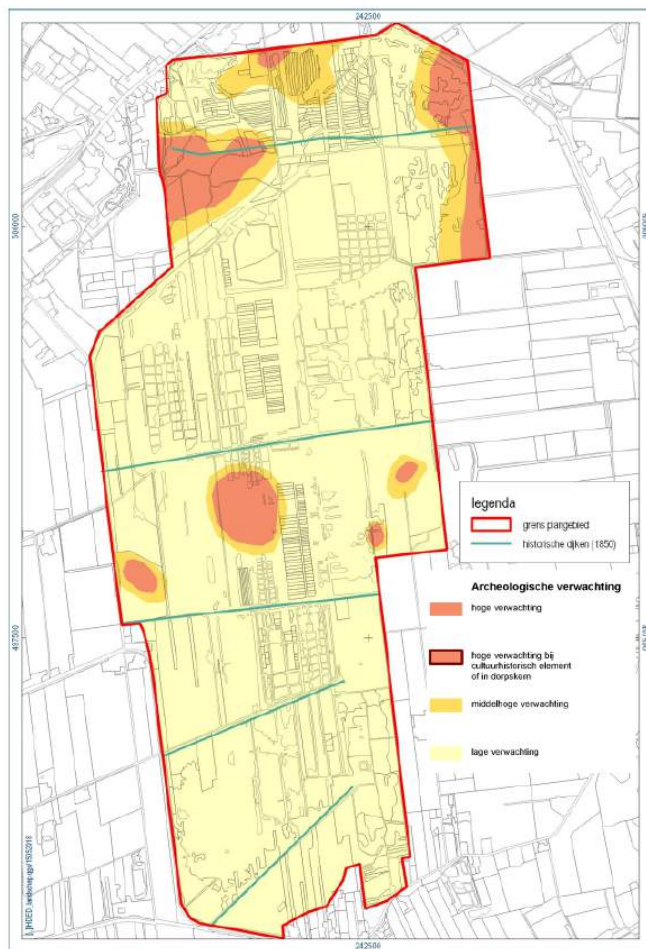 242500
legenda
grens plangebied
historische dijken (1850)
Archeologische verwachting
hoge verwachting
hoge verwachting bij
cultuurhistorisch element
of in dorpskern
middelhoge verwachting
lage verwachting
242500